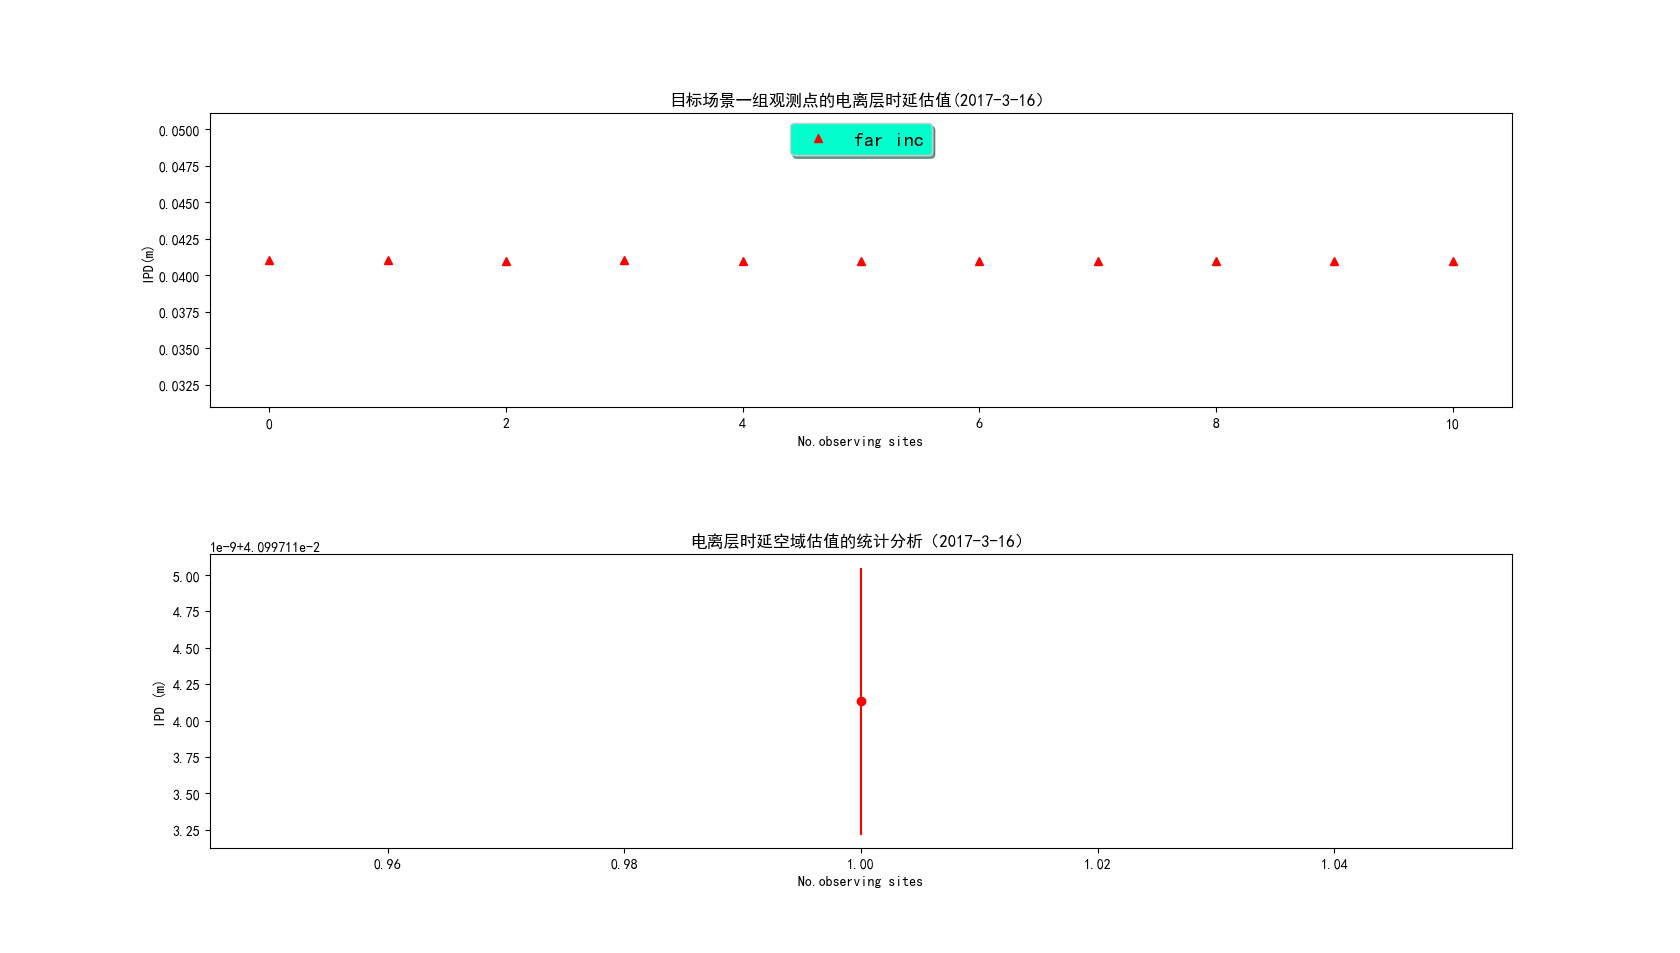 目标场景一组观测点的电离层时延估值(2017-3-16)
far inc
0.0500
0.0475
0.0450
0.0425
0.0400
0.0375
0.0350
0.0325
IPD(m)
0 2 4 6 8 10
No.observing sites
电离层时延空域估值的统计分析 (2017-3-16)
1e-9+4.099711e-2
5.00
4.75
4.50
4.25
4.00
3.75
3.50
3.25
IPD (m)
0.96 0.98 1.00 1.02 1.04
No.observing sites